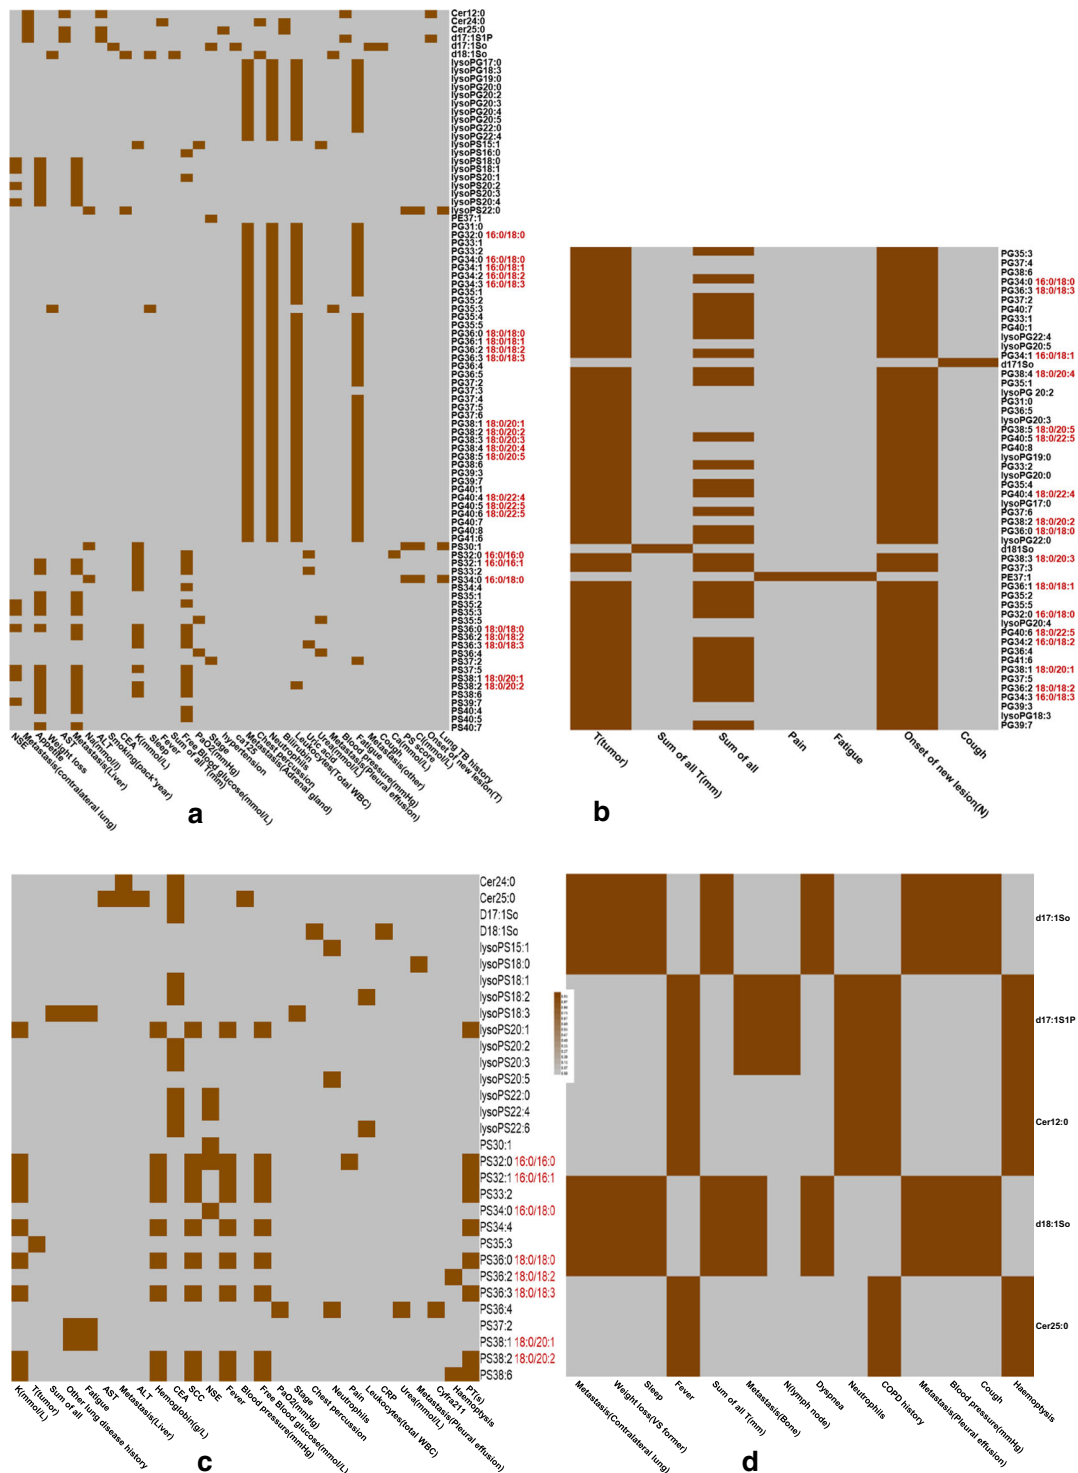 Cer12:0
Cer24:0
Cer25:0
d17:1S1P
d17:1So
d18:1So
lysoPG17:0
lysoPG18:3
lysoPG19:0
lysoPG20:0
lysoPG20:2
lysoPG20:3
lysoPG20:4
lysoPG20:5
lysoPG22:0
lysoPG22:4
lysoPS15:1
lysoPS16:0
lysoPS18:0
lysoPS18:1
lysoPS20:1
lysoPS20:2
lysoPS20:3
lysoPS20:4
lysoPS22:0
PE37:1
PG31:0
PG32:0 16:0/18:0
PG33:1
PG33:2
PG34:0 16:0/18:0
PG34:1 16:0/18:1
PG34:2 16:0/18:2
PG34:3 16:0/18:3
PG35:1
PG35:2
PG35:3
PG35:4
PG35:5
PG36:0 18:0/18:0
PG36:1 18:0/18:1
PG36:2 18:0/18:2
PG36:3 18:0/18:3
PG36:4
PG36:5
PG37:2
PG37:3
PG37:4
PG37:5
PG37:6
PG38:1 18:0/20:1
PG38:2 18:0/20:2
PG38:3 18:0/20:3
PG38:4 18:0/20:4
PG38:5 18:0/20:5
PG38:6
PG39:3
PG39:7
PG40:1
PG40:4 18:0/22:4
PG40:5 18:0/22:5
PG40:6 18:0/22:5
PG40:7
PG40:8
PG41:6
PS30:1
PS32:0 16:0/16:0
PS32:1 16:0/16:1
PS33:2
PS34:0 16:0/18:0
PS34:4
PS35:1
PS35:2
PS35:3
PS35:5
PS36:0 18:0/18:0
PS36:2 18:0/18:2
PS36:3 18:0/18:3
PS36:4
PS37:2
PS37:5
PS38:1 18:0/20:1
PS38:2 18:0/20:2
PS38:6
PS39:7
PS40:4
PS40:5
PS40:7
NSE
Metastasis(contralateral lung)
Appetite
Weight loss
AST
Metastasis(Liver)
Na(mmol/l)
ALT
Smoking(pack*year)
CEA
K(mmol/L)
Sleep
Fever
Sum of all T(mm)
Free Blood glucose(mmol/L)
PaO2(mmHg)
Stage
hypertension
ca125
Metastasis(Adrenal gland)
Chest percussion
Neutrophils
Bilirubin
Leukocytes(Total WBC)
Uric acid
Urea(mmol/L)
Metastasis(Pleural effusion)
Blood pressure(mmHg)
Fatigue
Metastasis(other)
Cough
Ca(mmol/L)
PS score
Cl(mmol/L)
Onset of new lesion(T)
Lung TB history
a
PG35:3
PG37:4
PG38:6
PG34:0 16:0/18:0
PG36:3 18:0/18:3
PG37:2
PG40:7
PG33:1
PG40:1
lysoPG22:4
lysoPG20:5
PG34:1 16:0/18:1
d171So
PG38:4 18:0/20:4
PG35:1
lysoPG 20:2
PG31:0
PG36:5
lysoPG20:3
PG38:5 18:0/20:5
PG40:5 18:0/22:5
PG40:8
lysoPG19:0
PG33:2
lysoPG20:0
PG35:4
PG40:4 18:0/22:4
lysoPG17:0
PG37:6
PG38:2 18:0/20:2
PG36:0 18:0/18:0
lysoPG22:0
d181So
PG38:3 18:0/20:3
PG37:3
PE37:1
PG36:1 18:0/18:1
PG35:2
PG35:5
PG32:0 16:0/18:0
lysoPG20:4
PG40:6 18:0/22:5
PG34:2 16:0/18:2
PG36:4
PG41:6
PG38:1 18:0/20:1
PG37:5
PG36:2 18:0/18:2
PG34:3 16:0/18:3
PG39:3
lysoPG18:3
PG39:7
T(tumor)
Sum of all T(mm)
Sum of all
Pain
Fatigue
Onset of new lesion(N)
Cough
b
Cer24:0
Cer25:0
D17:1So
D18:1So
lysoPS15:1
lysoPS18:0
lysoPS18:1
lysoPS18:2
lysoPS18:3
lysoPS20:1
lysoPS20:2
lysoPS20:3
lysoPS20:5
lysoPS22:0
lysoPS22:4
lysoPS22:6
PS30:1
PS32:0 16:0/16:0
PS32:1 16:0/16:1
PS33:2
PS34:0 16:0/18:0
PS34:4
PS35:3
PS36:0 18:0/18:0
PS36:2 18:0/18:2
PS36:3 18:0/18:3
PS36:4
PS37:2
PS38:1 18:0/20:1
PS38:2 18:0/20:2
PS38:6
K(mmol/L)
T(tumor)
Sum of all
Other lung disease history
Fatigue
AST
Metastasis(Liver)
ALT
Hemoglobin(g/L)
CEA
SCC
NSE
Fever
Blood pressure(mmHg)
Free Blood glucose(mmol/L)
PaO2(mmHg)
Stage
Chest percussion
Neutrophils
Pain
Leukocytes(total WBC)
CRP
Urea(mmol/L)
Metastasis(Pleural effusion)
Cyfra211
Haemoptysis
PT(s)
c
d17:1So
d17:1S1P
Cer12:0
d18:1So
Cer25:0
Metastasis(Contralateral lung)
Weight loss(VS former)
Sleep
Fever
Sum of all T(mm)
Metastasis(Bone)
N(lymph node)
Dyspnea
Neutrophils
COPD history
Metastasis(Pleural effusion)
Blood pressure(mmHg)
Cough
Haemoptysis
d